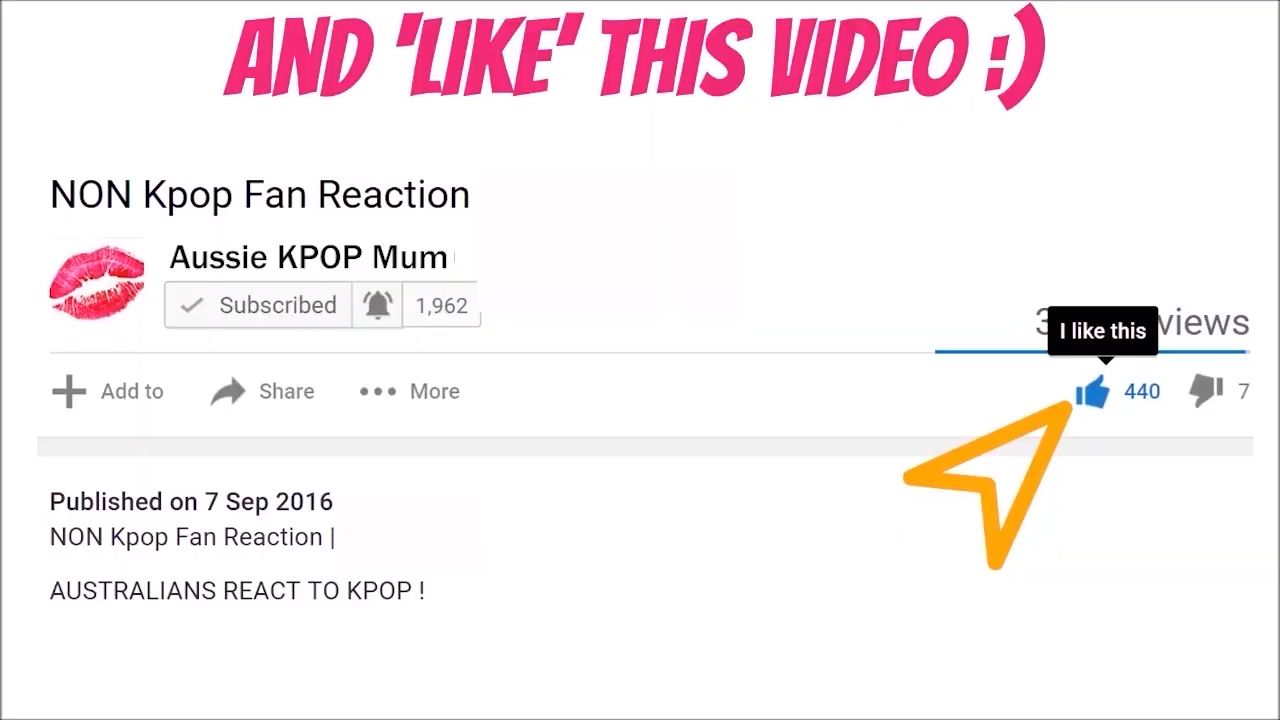 AND 'LIKE' THIS VIDEO :)
NON Kpop Fan Reaction
Aussie KPOP Mum
Subscribed 1,962
views
I like this
Add to Share More 440 7
Published on 7 Sep 2016
NON Kpop Fan Reaction |
AUSTRALIANS REACT TO KPOP !